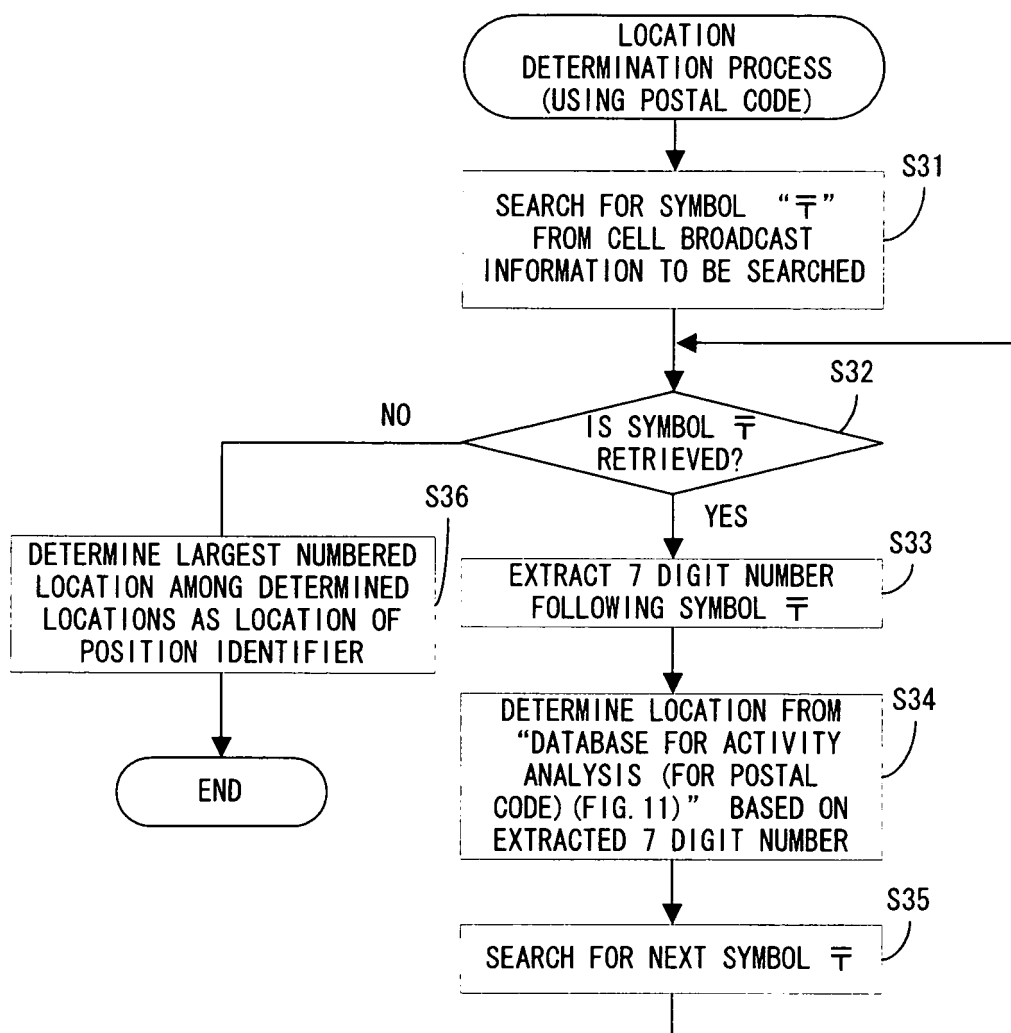 LOCATION
DETERMINATION PROCESS
(USING POSTAL CODE)
S31
SEARCH FOR SYMBOL “〒”
FROM CELL BROADCAST
INFORMATION TO BE SEARCHED
S32
NO
IS SYMBOL 〒
RETRIEVED?
S36
YES
DETERMINE LARGEST NUMBERED
LOCATION AMONG DETERMINED
LOCATIONS AS LOCATION OF
POSITION IDENTIFIER
S33
EXTRACT 7 DIGIT NUMBER
FOLLOWING SYMBOL 〒
S34
DETERMINE LOCATION FROM
“DATABASE FOR ACTIVITY
ANALYSIS (FOR POSTAL
CODE) (FIG. 11)” BASED ON
EXTRACTED 7 DIGIT NUMBER
END
S35
SEARCH FOR NEXT SYMBOL 〒